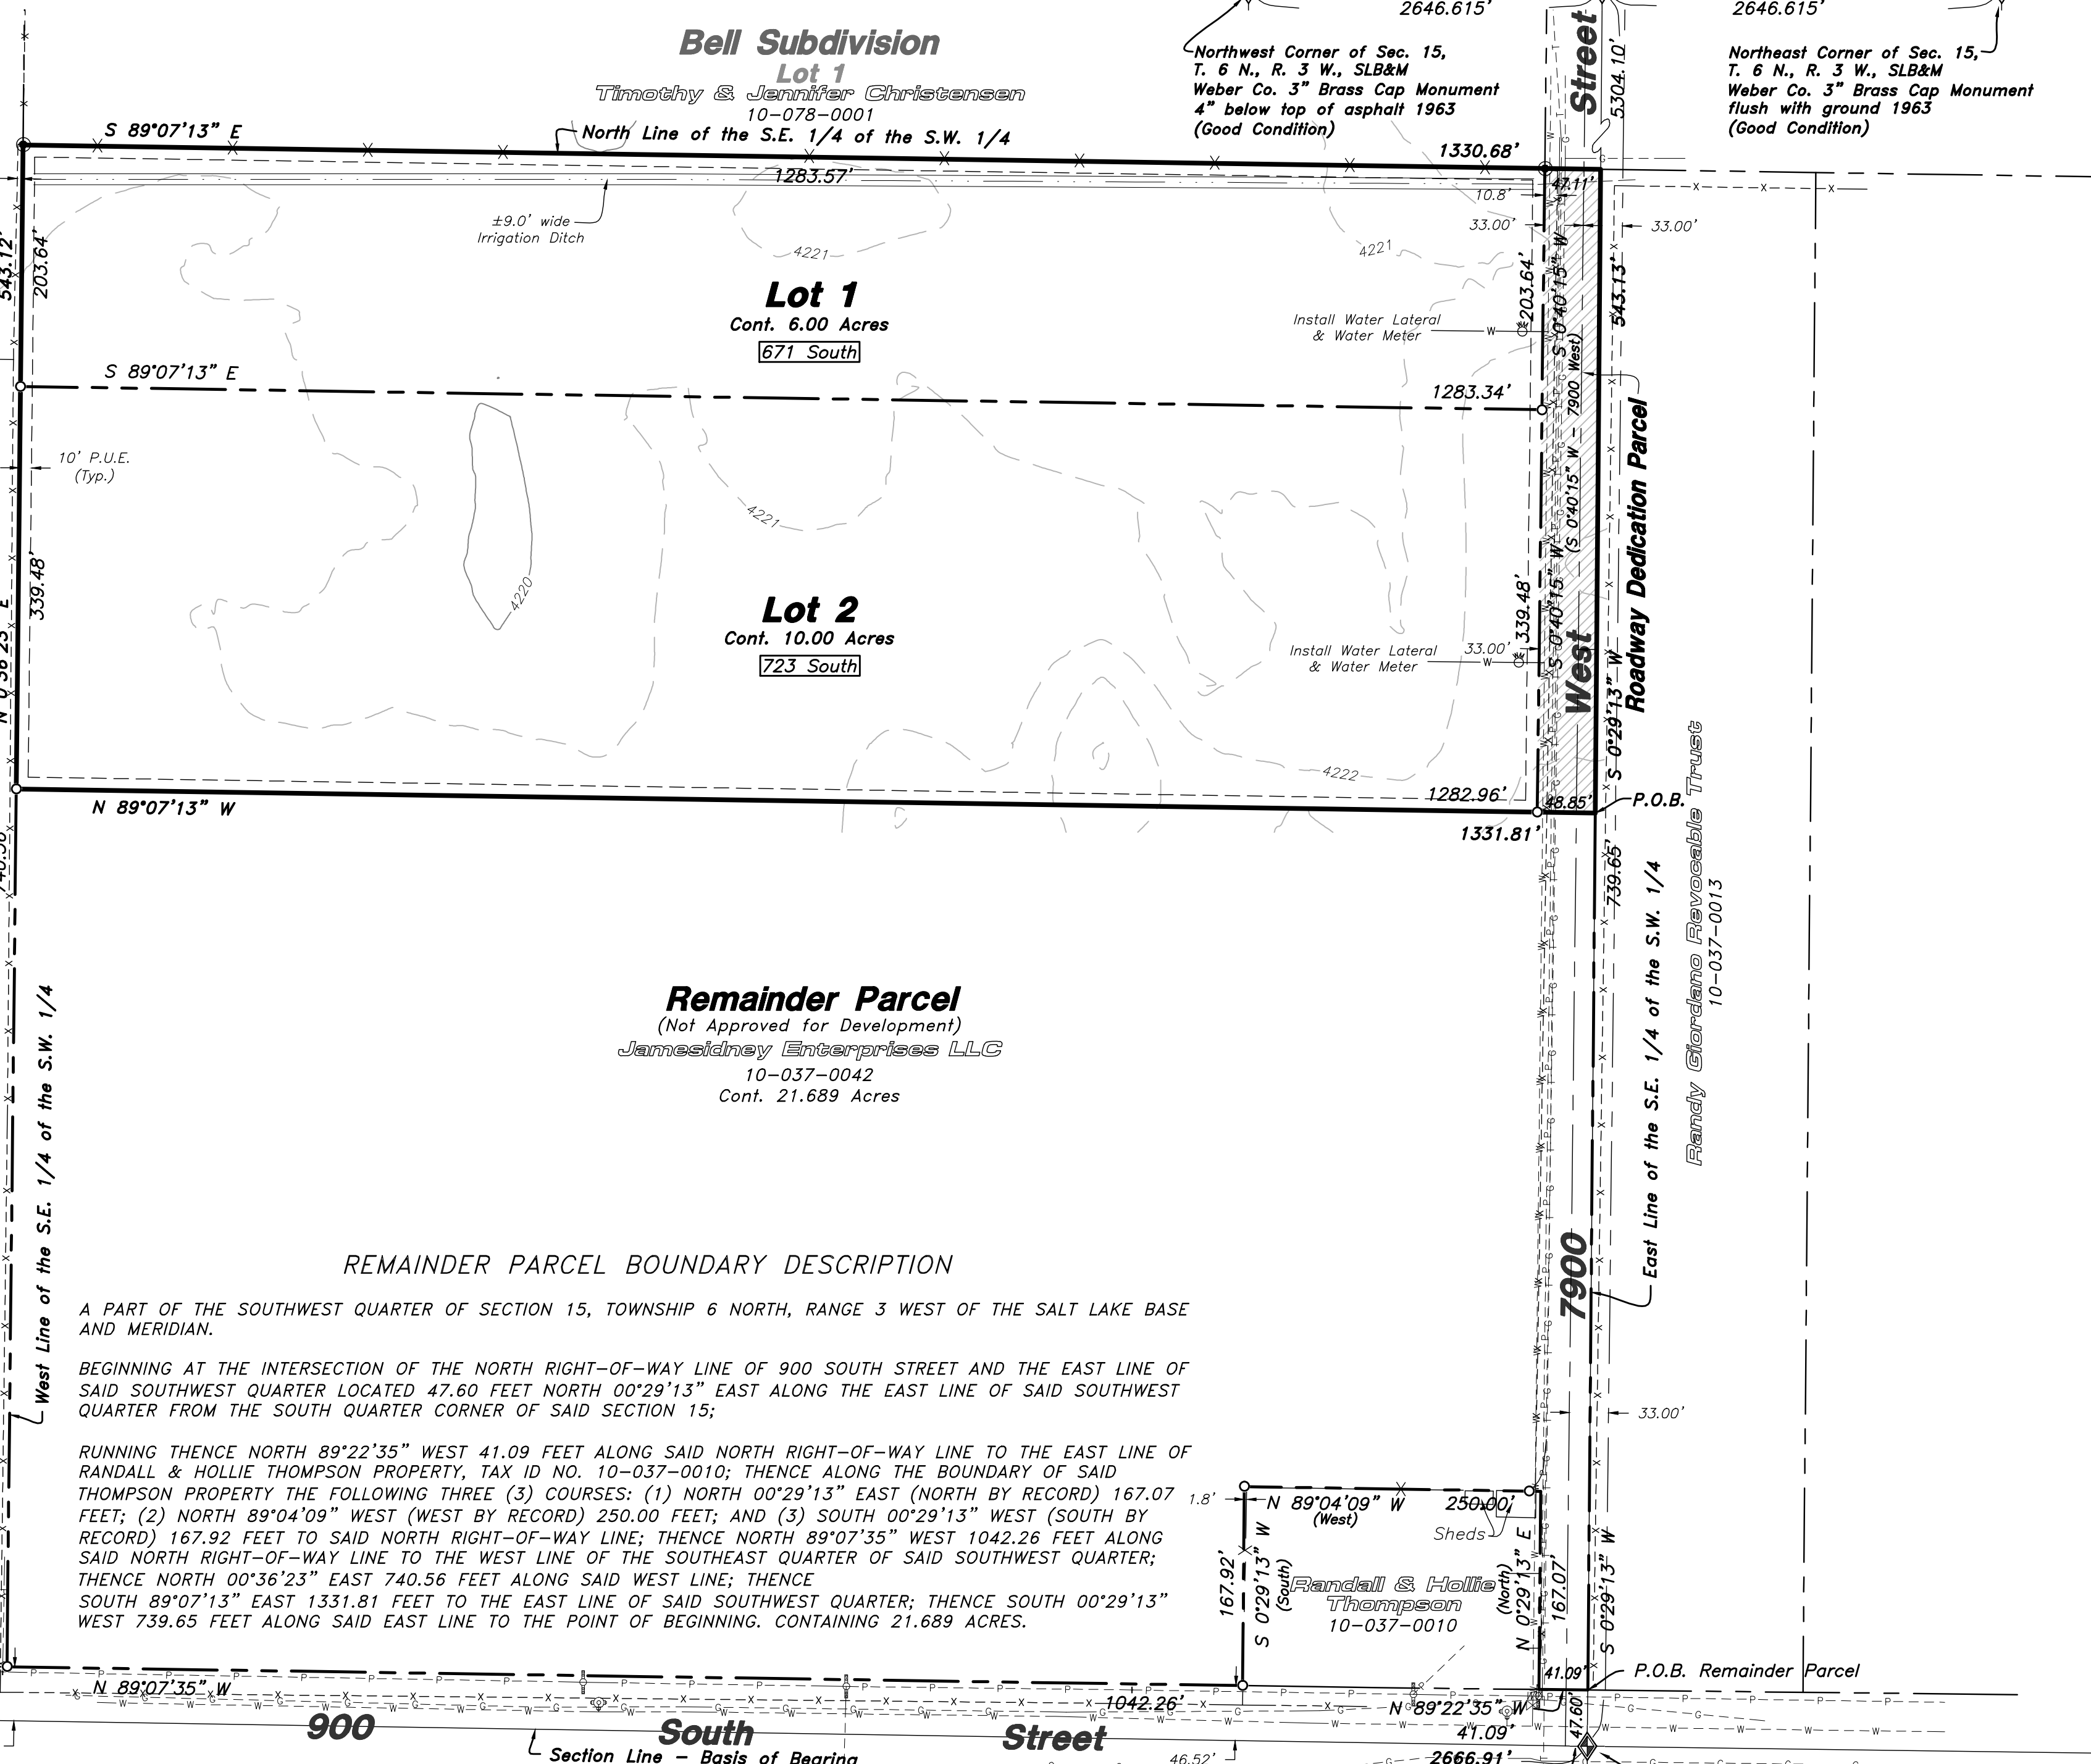 2646.615'
2646.615'
Bell Subdivision
Lot 1
Timothy & Jennifer Christensen
10-078-0001
North Line of the S.E. 1/4 of the S.W. 1/4
Northwest Corner of Sec. 15,
T. 6 N., R. 3 W., SLB&M
Weber Co. 3" Brass Cap Monument
4" below top of asphalt 1963
(Good Condition)
Street
5304.10'
Northeast Corner of Sec. 15,
T. 6 N., R. 3 W., SLB&M
Weber Co. 3" Brass Cap Monument
flush with ground 1963
(Good Condition)
S 89°07'13" E
1330.68'
1283.57'
47.11'
10.8'
±9.0' wide
Irrigation Ditch
33.00'
33.00'
543.12'
203.64'
4221
4221
Lot 1
Cont. 6.00 Acres
671 South
Install Water Lateral
& Water Meter
W
203.64'
S 0°40'15" W
543.13'
S 89°07'13" E
1283.34'
(S 0°40'15" W - 7900 West)
Roadway Dedication Parcel
10' P.U.E.
(Typ.)
4221
4220
339.48'
Lot 2
Cont. 10.00 Acres
723 South
Install Water Lateral
& Water Meter
33.00'
W
339.48'
S 0°40'15" W
West
S 0°29'13" W
4222
1282.96'
48.85'
P.O.B.
N 89°07'13" W
1331.81'
739.65'
Randy Giordano Revocable Trust
10-037-0013
East Line of the S.E. 1/4 of the S.W. 1/4
West Line of the S.E. 1/4 of the S.W. 1/4
Remainder Parcel
(Not Approved for Development)
Jamesidney Enterprises LLC
10-037-0042
Cont. 21.689 Acres
7900
33.00'
REMAINDER PARCEL BOUNDARY DESCRIPTION
A PART OF THE SOUTHWEST QUARTER OF SECTION 15, TOWNSHIP 6 NORTH, RANGE 3 WEST OF THE SALT LAKE BASE
AND MERIDIAN.
BEGINNING AT THE INTERSECTION OF THE NORTH RIGHT-OF-WAY LINE OF 900 SOUTH STREET AND THE EAST LINE OF
SAID SOUTHWEST QUARTER LOCATED 47.60 FEET NORTH 00°29'13" EAST ALONG THE EAST LINE OF SAID SOUTHWEST
QUARTER FROM THE SOUTH QUARTER CORNER OF SAID SECTION 15;
RUNNING THENCE NORTH 89°22'35" WEST 41.09 FEET ALONG SAID NORTH RIGHT-OF-WAY LINE TO THE EAST LINE OF
RANDALL & HOLLIE THOMPSON PROPERTY, TAX ID NO. 10-037-0010; THENCE ALONG THE BOUNDARY OF SAID
THOMPSON PROPERTY THE FOLLOWING THREE (3) COURSES: (1) NORTH 00°29'13" EAST (NORTH BY RECORD) 167.07
FEET; (2) NORTH 89°04'09" WEST (WEST BY RECORD) 250.00 FEET; AND (3) SOUTH 00°29'13" WEST (SOUTH BY
RECORD) 167.92 FEET TO SAID NORTH RIGHT-OF-WAY LINE; THENCE NORTH 89°07'35" WEST 1042.26 FEET ALONG
SAID NORTH RIGHT-OF-WAY LINE TO THE WEST LINE OF THE SOUTHEAST QUARTER OF SAID SOUTHWEST QUARTER;
THENCE NORTH 00°36'23" EAST 740.56 FEET ALONG SAID WEST LINE; THENCE
SOUTH 89°07'13" EAST 1331.81 FEET TO THE EAST LINE OF SAID SOUTHWEST QUARTER; THENCE SOUTH 00°29'13"
WEST 739.65 FEET ALONG SAID EAST LINE TO THE POINT OF BEGINNING. CONTAINING 21.689 ACRES.
1.8'
N 89°04'09" W
(West)
250.00'
Sheds
167.92'
S 0°29'13" W
(South)
Randall & Hollie
Thompson
10-037-0010
(North)
N 0°29'13" E
167.07'
S 0°29'13" W
41.09'
P.O.B. Remainder Parcel
N 89°07'35" W
1042.26'
N 89°22'35" W
41.09'
47.60'
900 South Street
Section Line - Basis of Bearing
46.52'
2666.91'